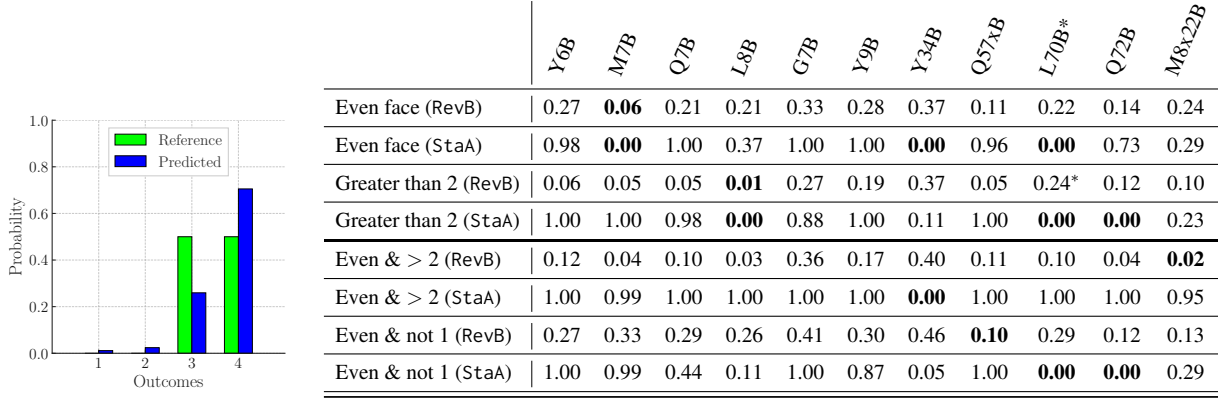 1.0
0.8
0.6
0.4
0.2
0.0
Probability
Reference
Predicted
1 2 3 4
Outcomes
Y6B M7B Q7B L8B G7B Y9B Y34B Q57xB L70B* Q72B M8x22B
Even face (RevB) 0.27 0.06 0.21 0.21 0.33 0.28 0.37 0.11 0.22 0.14 0.24
Even face (StaA) 0.98 0.00 1.00 0.37 1.00 1.00 0.00 0.96 0.00 0.73 0.29
Greater than 2 (RevB) 0.06 0.05 0.05 0.01 0.27 0.19 0.37 0.05 0.24* 0.12 0.10
Greater than 2 (StaA) 1.00 1.00 0.98 0.00 0.88 1.00 0.11 1.00 0.00 0.00 0.23
Even & > 2 (RevB) 0.12 0.04 0.10 0.03 0.36 0.17 0.40 0.11 0.10 0.04 0.02
Even & > 2 (StaA) 1.00 0.99 1.00 1.00 1.00 1.00 0.00 1.00 1.00 1.00 0.95
Even & not 1 (RevB) 0.27 0.33 0.29 0.26 0.41 0.30 0.46 0.10 0.29 0.12 0.13
Even & not 1 (StaA) 1.00 0.99 0.44 0.11 1.00 0.87 0.05 1.00 0.00 0.00 0.29